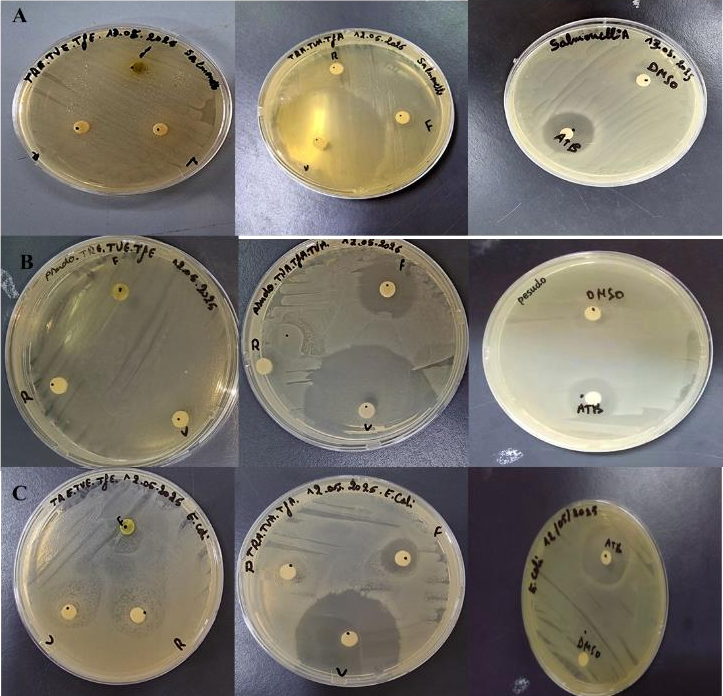 A
TRE.TVE.TFE. 12.05.2025 Salmonella
R
V
TRA.TVA.TFA 12.05.2025 Salmonella
R
F
V
Salmonella 13.05.2025
DMSO
ATB
B
Pseudo.TRE.TVE.TFE 12.05.2025
F
R
V
Pseudo.TRA.TFA.TVA. 12.05.2025
F
R
V
pesudo
DMSO
ATB
C
TRE.TVE.TFE. 12.05.2025 E.Coli
F
V
R
TRA.TVA.TFA. 12.05.2025. E.Coli
F
V
E.Coli 12/05/2025
ATB
DMSO